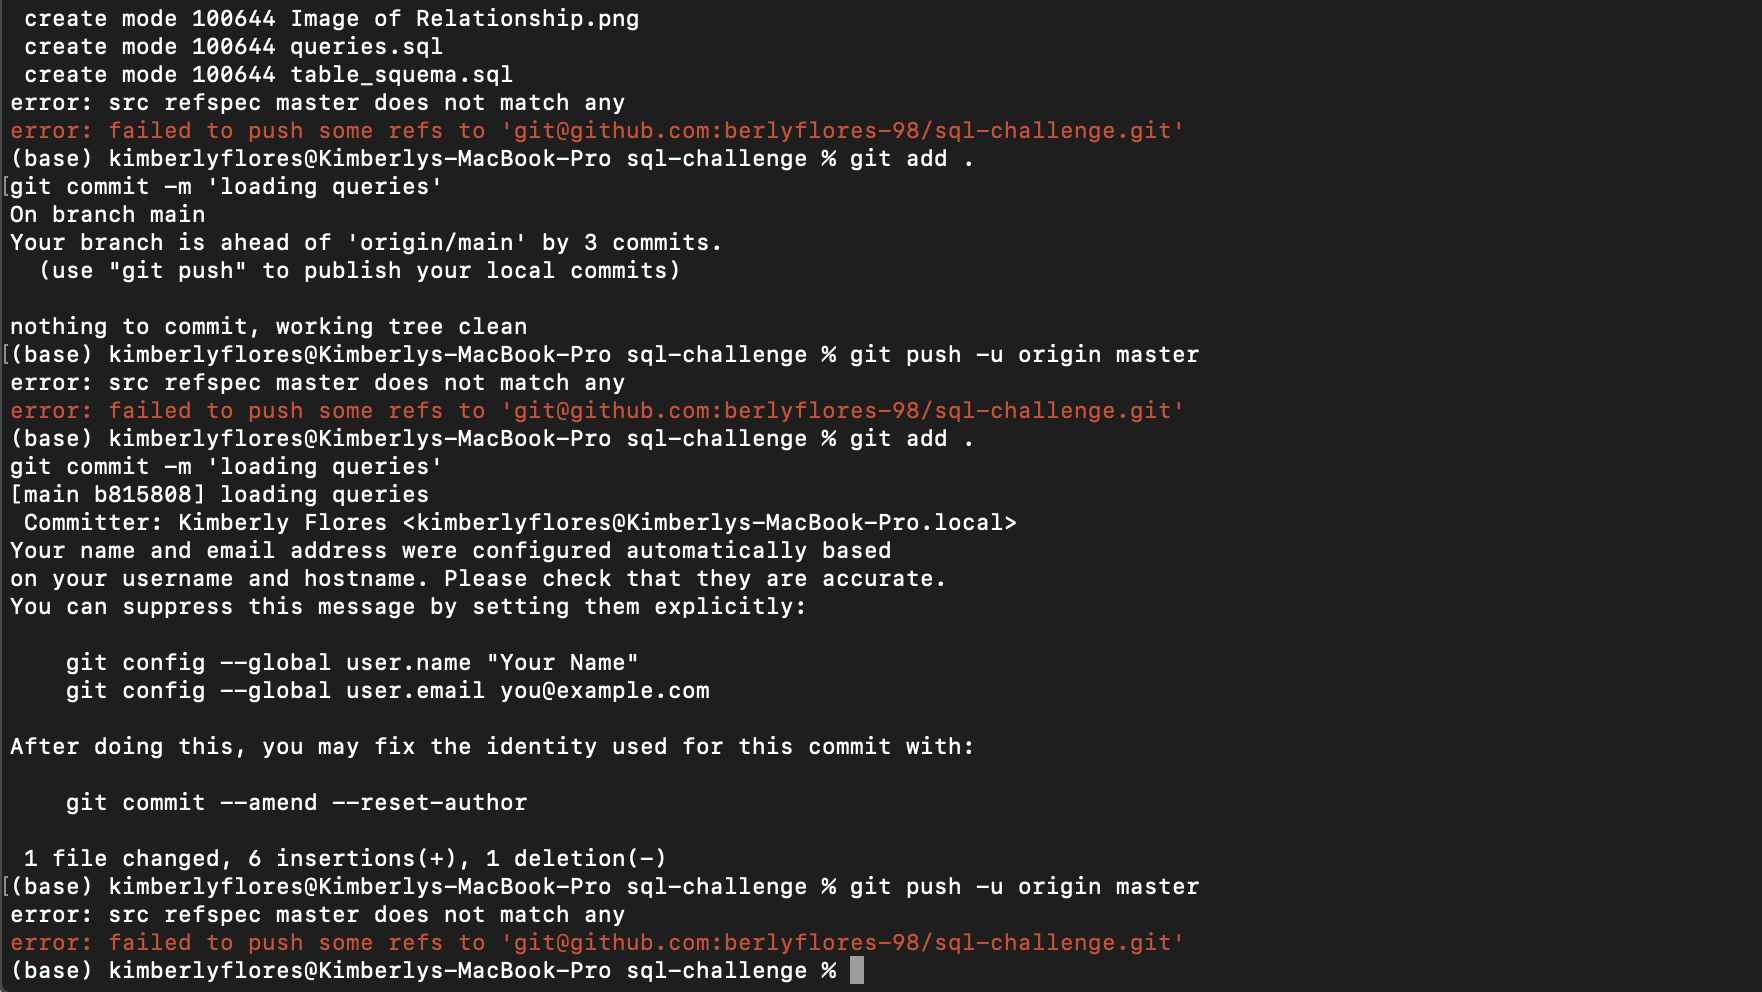 create mode 100644 Image of Relationship.png
create mode 100644 queries.sql
create mode 100644 table_squema.sql
error: src refspec master does not match any
error: failed to push some refs to 'git@github.com:berlyflores-98/sql-challenge.git'
(base) kimberlyflores@Kimberlys-MacBook-Pro sql-challenge % git add .
[git commit -m 'loading queries'
On branch main
Your branch is ahead of 'origin/main' by 3 commits.
(use "git push" to publish your local commits)

nothing to commit, working tree clean
[(base) kimberlyflores@Kimberlys-MacBook-Pro sql-challenge % git push -u origin master
error: src refspec master does not match any
error: failed to push some refs to 'git@github.com:berlyflores-98/sql-challenge.git'
(base) kimberlyflores@Kimberlys-MacBook-Pro sql-challenge % git add .
git commit -m 'loading queries'
[main b815808] loading queries
Committer: Kimberly Flores <kimberlyflores@Kimberlys-MacBook-Pro.local>
Your name and email address were configured automatically based
on your username and hostname. Please check that they are accurate.
You can suppress this message by setting them explicitly:

git config --global user.name "Your Name"
git config --global user.email you@example.com

After doing this, you may fix the identity used for this commit with:

git commit --amend --reset-author

1 file changed, 6 insertions(+), 1 deletion(-)
[(base) kimberlyflores@Kimberlys-MacBook-Pro sql-challenge % git push -u origin master
error: src refspec master does not match any
error: failed to push some refs to 'git@github.com:berlyflores-98/sql-challenge.git'
(base) kimberlyflores@Kimberlys-MacBook-Pro sql-challenge %